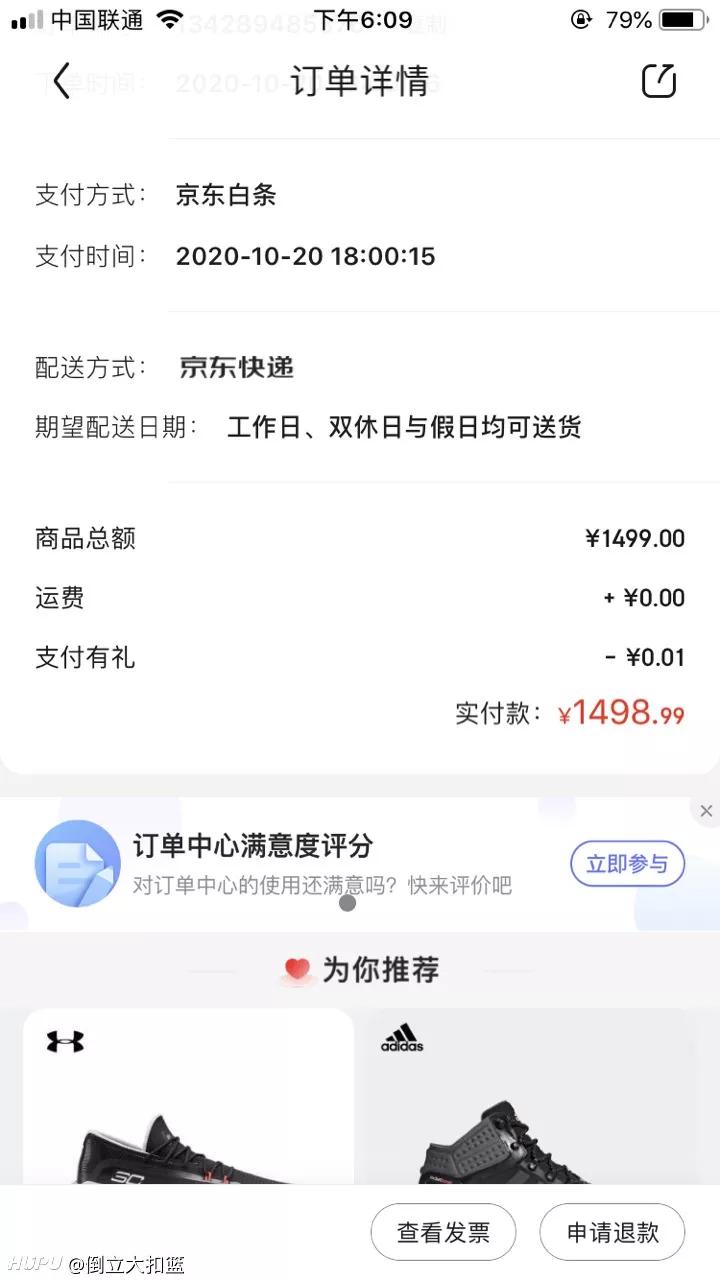 中国联通 下午6:09 79%
订单详情
支付方式： 京东白条
支付时间： 2020-10-20 18:00:15
配送方式： 京东快递
期望配送日期： 工作日、双休日与假日均可送货
商品总额 ¥1499.00
运费 + ¥0.00
支付有礼 - ¥0.01
实付款： ¥1498.99
订单中心满意度评分
对订单中心的使用还满意吗？快来评价吧
立即参与
为你推荐
adidas
查看发票 申请退款
HUPU @倒立大扣篮